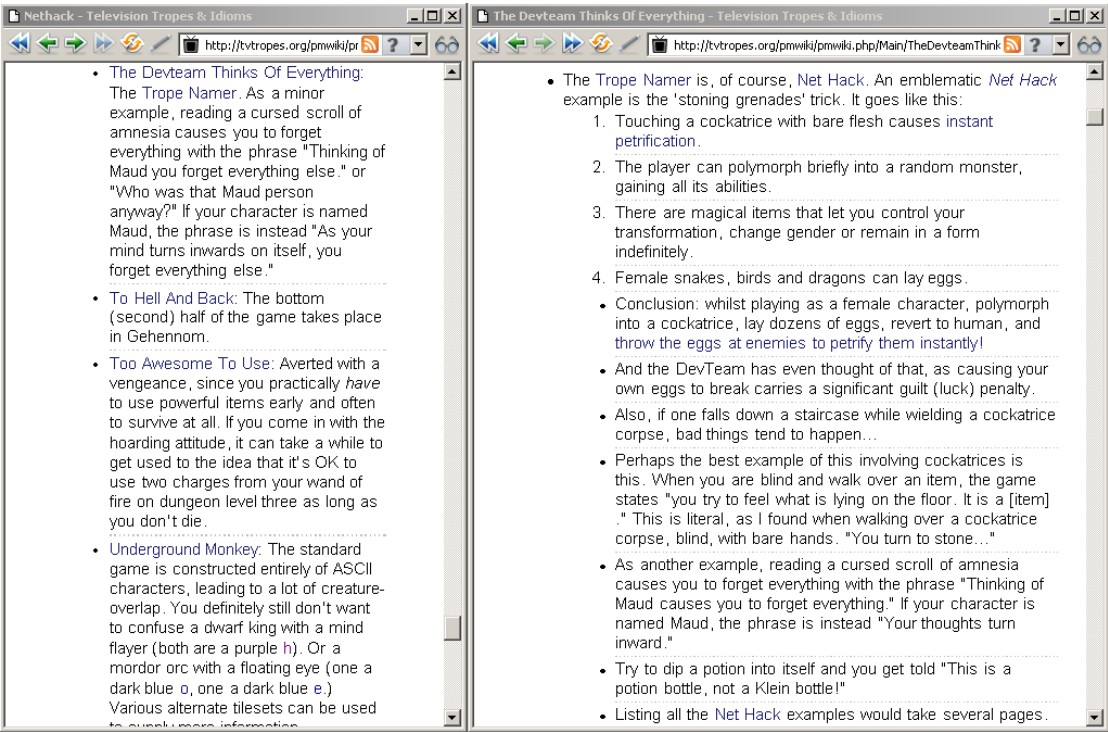 Nethack - Television Tropes & Idioms
http://tvtropes.org/pmwiki/pr
?
• The Devteam Thinks Of Everything:
The Trope Namer. As a minor
example, reading a cursed scroll of
amnesia causes you to forget
everything with the phrase "Thinking of
Maud you forget everything else." or
"Who was that Maud person
anyway?" If your character is named
Maud, the phrase is instead "As your
mind turns inwards on itself, you
forget everything else."
• To Hell And Back: The bottom
(second) half of the game takes place
in Gehennom.
• Too Awesome To Use: Averted with a
vengeance, since you practically have
to use powerful items early and often
to survive at all. If you come in with the
hoarding attitude, it can take a while to
get used to the idea that it's OK to
use two charges from your wand of
fire on dungeon level three as long as
you don't die.
• Underground Monkey: The standard
game is constructed entirely of ASCII
characters, leading to a lot of creature-
overlap. You definitely still don't want
to confuse a dwarf king with a mind
flayer (both are a purple h). Or a
mordor orc with a floating eye (one a
dark blue o, one a dark blue e.)
Various alternate tilesets can be used
to supply more information
The Devteam Thinks Of Everything - Television Tropes & Idioms
http://tvtropes.org/pmwiki/pmwiki.php/Main/TheDevteamThink
?
• The Trope Namer is, of course, Net Hack. An emblematic Net Hack
example is the 'stoning grenades' trick. It goes like this:
1. Touching a cockatrice with bare flesh causes instant
petrification.
2. The player can polymorph briefly into a random monster,
gaining all its abilities.
3. There are magical items that let you control your
transformation, change gender or remain in a form
indefinitely.
4. Female snakes, birds and dragons can lay eggs.
• Conclusion: whilst playing as a female character, polymorph
into a cockatrice, lay dozens of eggs, revert to human, and
throw the eggs at enemies to petrify them instantly!
• And the DevTeam has even thought of that, as causing your
own eggs to break carries a significant guilt (luck) penalty.
• Also, if one falls down a staircase while wielding a cockatrice
corpse, bad things tend to happen...
• Perhaps the best example of this involving cockatrices is
this. When you are blind and walk over an item, the game
states "you try to feel what is lying on the floor. It is a [item]
." This is literal, as I found when walking over a cockatrice
corpse, blind, with bare hands. "You turn to stone..."
• As another example, reading a cursed scroll of amnesia
causes you to forget everything with the phrase "Thinking of
Maud causes you to forget everything." If your character is
named Maud, the phrase is instead "Your thoughts turn
inward."
• Try to dip a potion into itself and you get told "This is a
potion bottle, not a Klein bottle!"
• Listing all the Net Hack examples would take several pages.